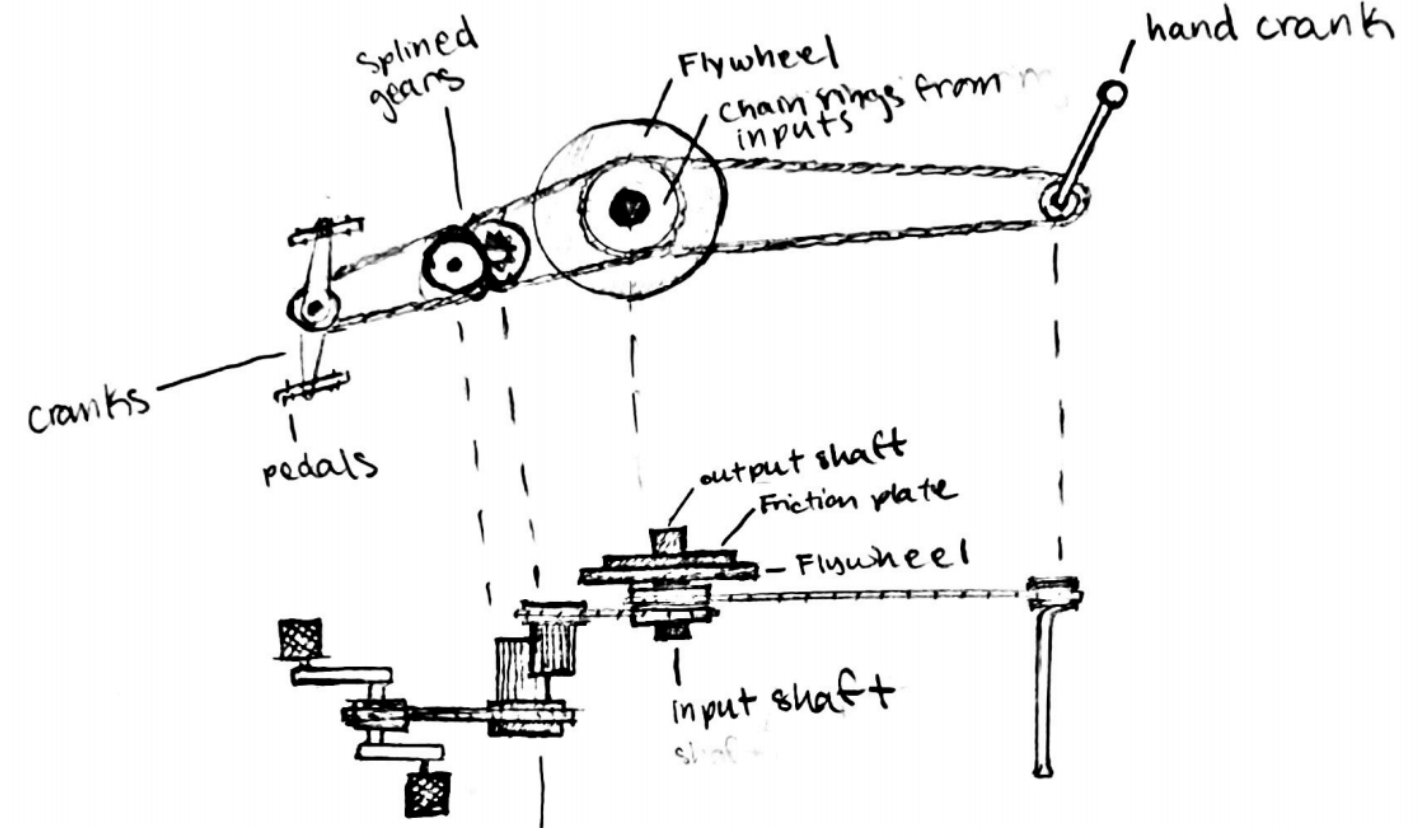 hand crank
Splined
gears
Flywheel
Chain rings from
inputs
cranks
pedals
output shaft
Friction plate
Flywheel
input shaft